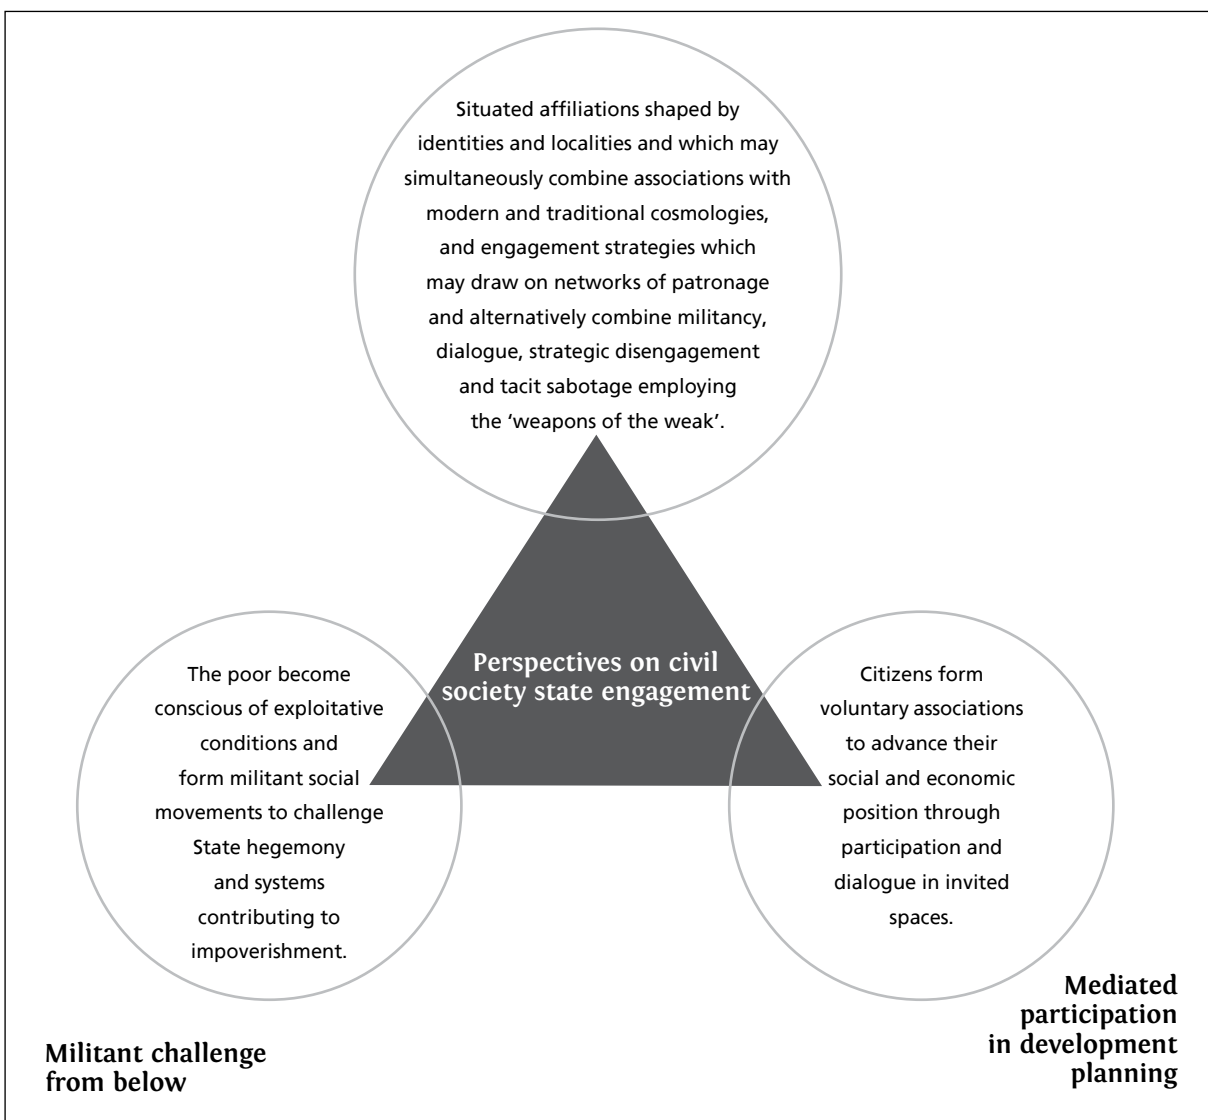 Situated affiliations shaped by
identities and localities and which may
simultaneously combine associations with
modern and traditional cosmologies,
and engagement strategies which
may draw on networks of patronage
and alternatively combine militancy,
dialogue, strategic disengagement
and tacit sabotage employing
the ‘weapons of the weak’.
Perspectives on civil
society state engagement
The poor become
conscious of exploitative
conditions and
form militant social
movements to challenge
State hegemony
and systems
contributing to
impoverishment.
Citizens form
voluntary associations
to advance their
social and economic
position through
participation and
dialogue in invited
spaces.
Militant challenge
from below
Mediated
participation
in development
planning